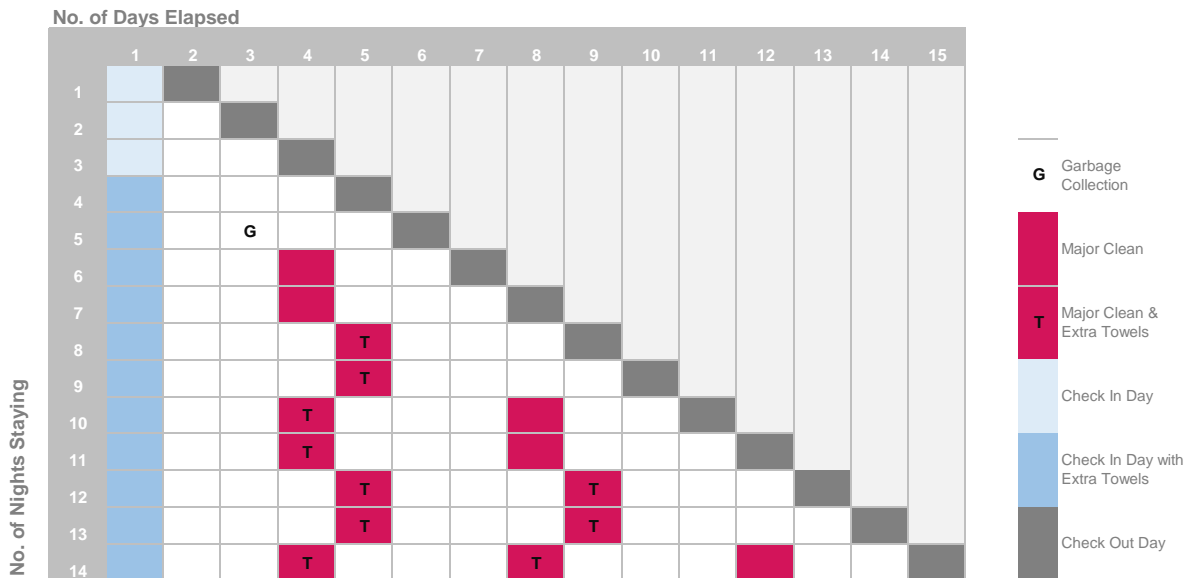 No. of Days Elapsed
1 2 3 4 5 6 7 8 9 10 11 12 13 14 15
1
2
3
4
5 G
6
7
8 T
9 T
10 T
11 T
12 T T
13 T T
14 T T
No. of Nights Staying
G Garbage
Collection
Major Clean
T Major Clean &
Extra Towels
Check In Day
Check In Day with
Extra Towels
Check Out Day